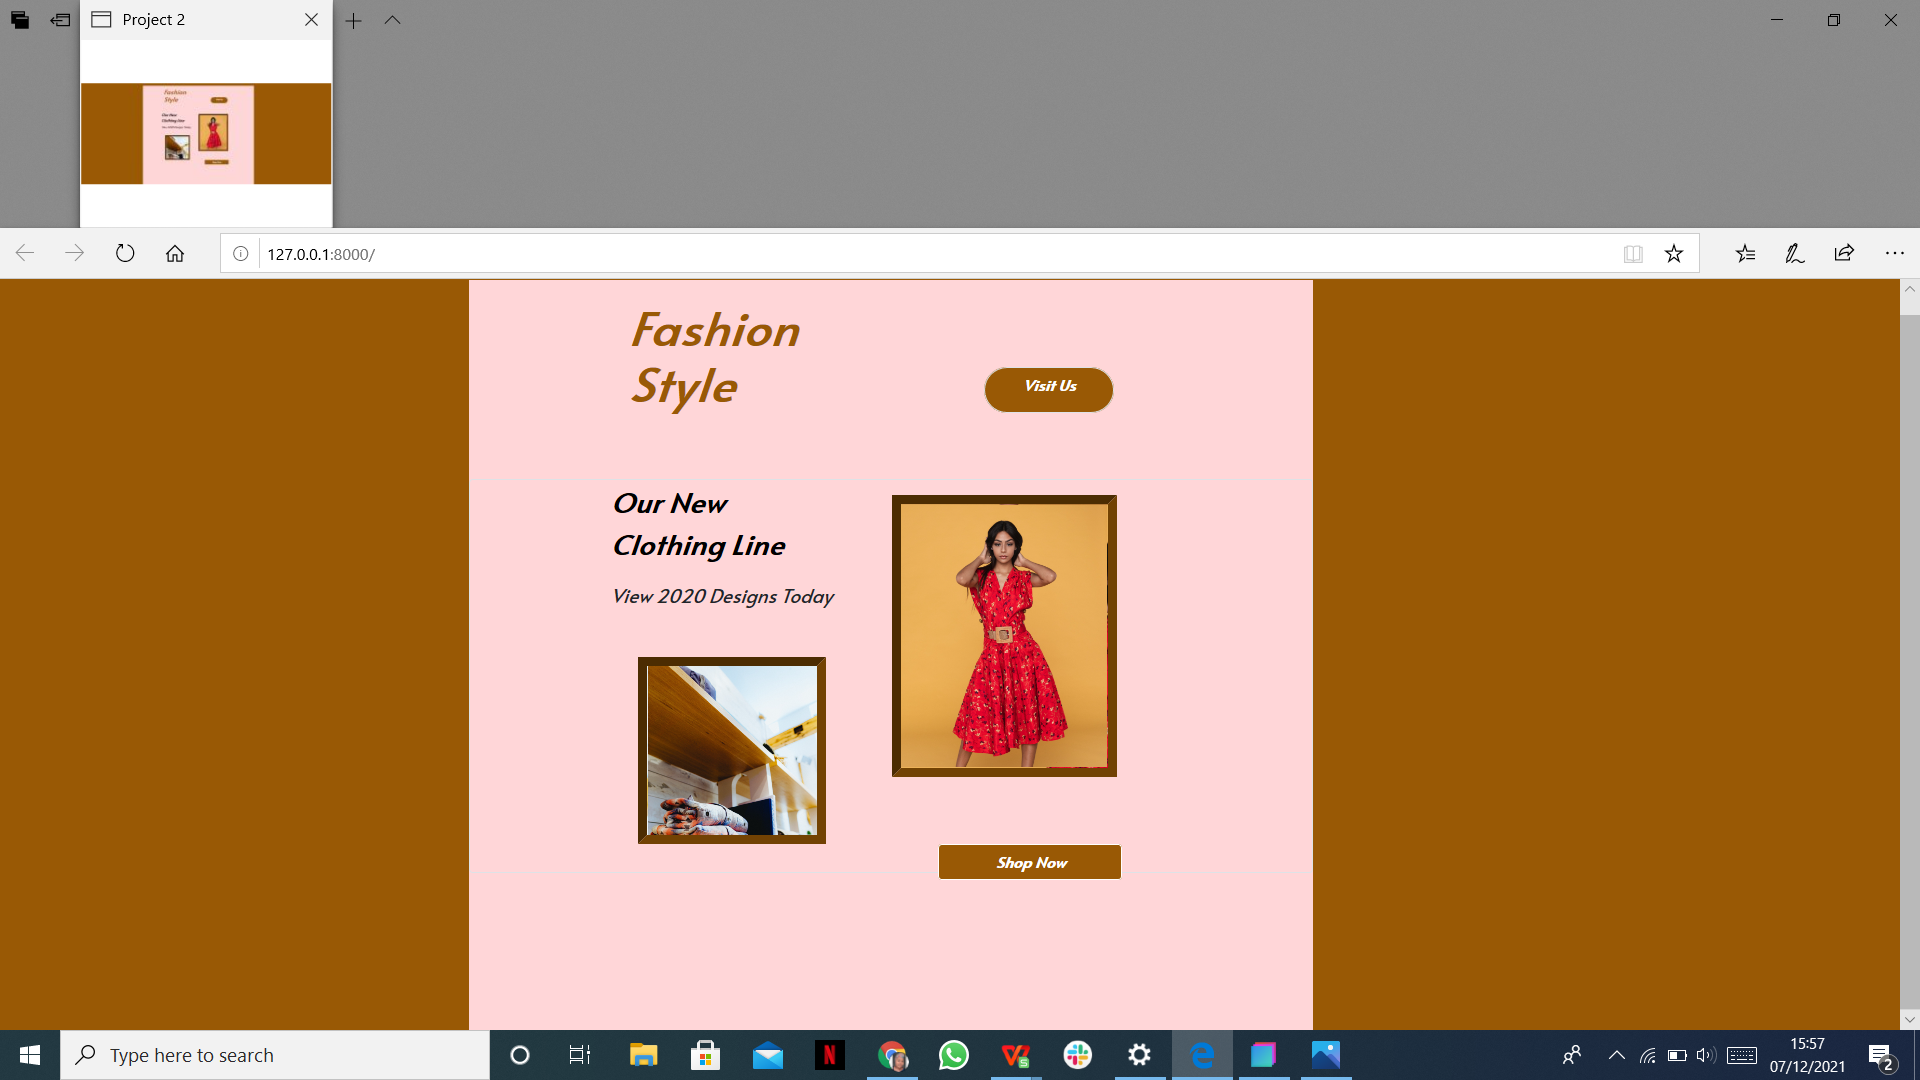 Project 2
127.0.0.1:8000/
Fashion
Style
Visit Us
Our New
Clothing Line
View 2020 Designs Today
Shop Now
Type here to search
15:57
07/12/2021
2